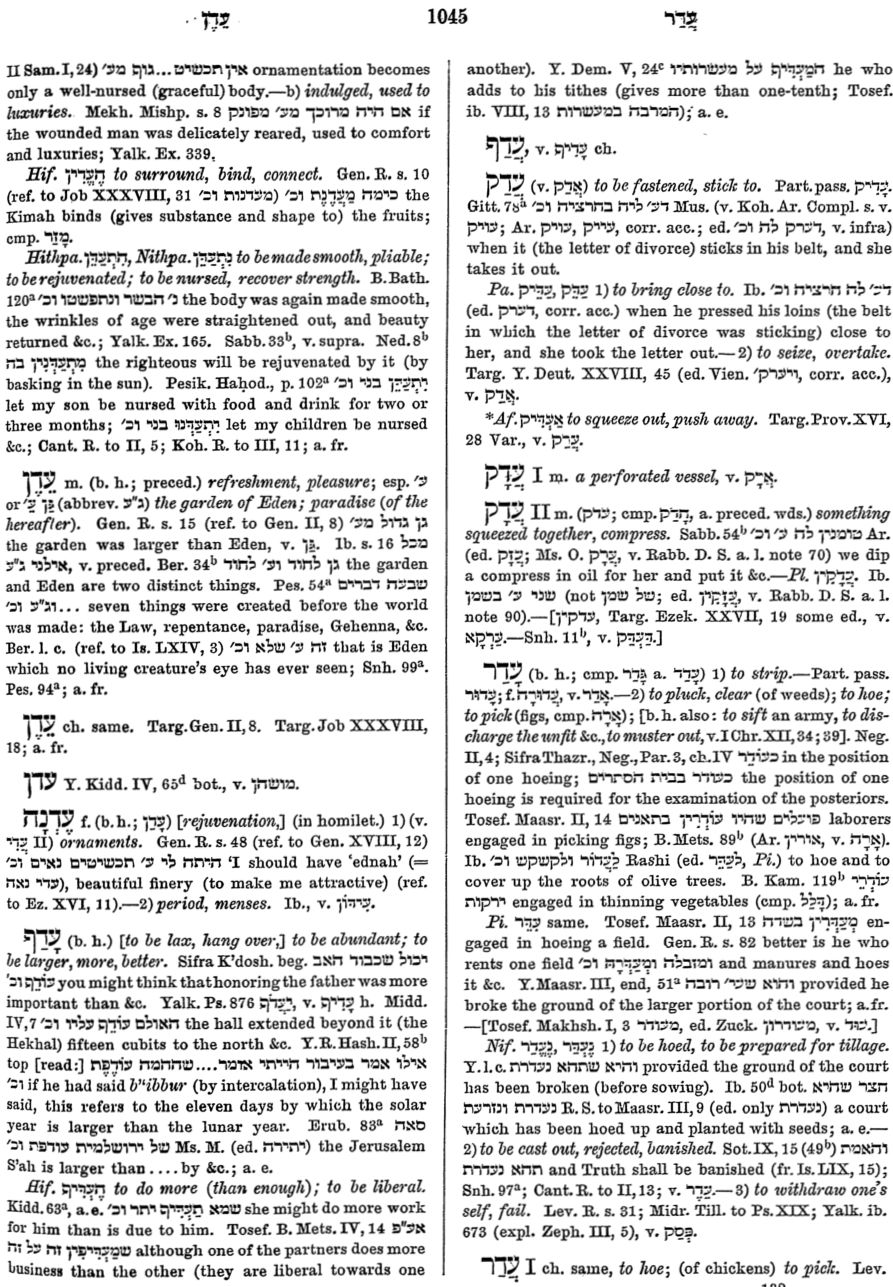 עֵדֶן
1045
עֲדַר
II Sam. I, 24) אין תכשיט...גוף מע׳ ornamentation becomes
only a well-nursed (graceful) body.—b) indulged, used to
luxuries. Mekh. Mishp. s. 8 אם היה מרוכך מע׳ מפונק if
the wounded man was delicately reared, used to comfort
and luxuries; Yalk. Ex. 339.
Hif. הֶעֱדִין to surround, bind, connect. Gen. R. s. 10
(ref. to Job XXXVIII, 31 מעדנות וכ׳) כימה מַעֲדֶנֶת וכ׳ the
Kimah binds (gives substance and shape to) the fruits;
cmp. מָזַר.
Hithpa. הִתְעַדֵּן, Nithpa. נִתְעַדֵּן to be made smooth, pliable;
to be rejuvenated; to be nursed, recover strength. B. Bath.
120ᵃ נ׳ הבשר ונתפשטו וכ׳ the body was again made smooth,
the wrinkles of age were straightened out, and beauty
returned &c.; Yalk. Ex. 165. Sabb. 33ᵇ, v. supra. Ned. 8ᵇ
מִתְעַדְּנִין בה the righteous will be rejuvenated by it (by
basking in the sun). Pesik. Haḥod., p. 102ᵃ יִתְעַדֵּן בני וכ׳
let my son be nursed with food and drink for two or
three months; יִתְעַדְּנוּ בני וכ׳ let my children be nursed
&c.; Cant. R. to II, 5; Koh. R. to III, 11; a. fr.
עֵדֶן m. (b. h.; preced.) refreshment, pleasure; esp. ע׳
or גַּן עֵ׳ (abbrev. ג"ע) the garden of Eden; paradise (of the
hereafter). Gen. R. s. 15 (ref. to Gen. II, 8) גן גדול מע׳
the garden was larger than Eden, v. גַּן. Ib. s. 16 מכל
אילני ג"ע, v. preced. Ber. 34ᵇ גן לחוד וע׳ לחוד the garden
and Eden are two distinct things. Pes. 54ᵃ שבעה דברים
...וג"ע וכ׳ seven things were created before the world
was made: the Law, repentance, paradise, Gehenna, &c.
Ber. l. c. (ref. to Is. LXIV, 3) זה ע׳ שלא וכ׳ that is Eden
which no living creature's eye has ever seen; Snh. 99ᵃ.
Pes. 94ᵃ; a. fr.
עֵדֶן ch. same. Targ. Gen. II, 8. Targ. Job XXXVIII,
18; a. fr.
עדן Y. Kidd. IV, 65ᵈ bot., v. מושהן.
עֶדְנָה f. (b. h.; עָדַן) [rejuvenation,] (in homilet.) 1) (v.
עֲדִי II) ornaments. Gen. R. s. 48 (ref. to Gen. XVIII, 12)
היתה לי ע׳ תכשיטים נאים וכ׳ 'I should have 'ednah' (=
עדי נאה), beautiful finery (to make me attractive) (ref.
to Ez. XVI, 11).—2) period, menses. Ib., v. עִידּוּן.
עָדַף (b. h.) [to be lax, hang over,] to be abundant; to
be larger, more, better. Sifra K'dosh. beg. יכול שכבוד האב
עוֹדֵף וכ׳ you might think that honoring the father was more
important than &c. Yalk. Ps. 876 יַעֲדֹף, v. עָדִיף h. Midd.
IV, 7 האולם עוֹדֵף עליו וכ׳ the hall extended beyond it (the
Hekhal) fifteen cubits to the north &c. Y. R. Hash. II, 58ᵇ
top [read:] אילו אמר בעיבור הייתי אומר....שהחמה עוֹדֶפֶת
וכ׳ if he had said b'‘ibbur (by intercalation), I might have
said, this refers to the eleven days by which the solar
year is larger than the lunar year. Erub. 83ᵃ סאה
של ירושלמית עודפת וכ׳ Ms. M. (ed. יתירה) the Jerusalem
S'ah is larger than .... by &c.; a. e.
Hif. הֶעֱדִיף to do more (than enough); to be liberal.
Kidd. 63ᵃ, a. e. שמא תַעֲדִיף יתר וכ׳ she might do more work
for him than is due to him. Tosef. B. Mets. IV, 14 אע"פ
שמַעֲדִיפִין זה על זה although one of the partners does more
business than the other (they are liberal towards one
another). Y. Dem. V, 24ᶜ המַעֲדִיף על מעשרותיו he who
adds to his tithes (gives more than one-tenth; Tosef.
ib. VIII, 13 המרבה במעשרות); a. e.
עֲדַף, v. עֲדִיף ch.
עֲדַק (v. אֲדַק) to be fastened, stick to. Part. pass. עָדִיק.
Gitt. 78ᵃ דע׳ ליה בחרציה וכ׳ Mus. (v. Koh. Ar. Compl. s. v.
עויק; Ar. עייק, עויק, corr. acc.; ed. דערק לה וכ׳, v. infra)
when it (the letter of divorce) sticks in his belt, and she
takes it out.
Pa. עַדֵּק, עַדֵּיק 1) to bring close to. Ib. דע׳ לה חרציה וכ׳
(ed. דערק, corr. acc.) when he pressed his loins (the belt
in which the letter of divorce was sticking) close to
her, and she took the letter out.—2) to seize, overtake.
Targ. Y. Deut. XXVIII, 45 (ed. Vien. ויערק׳, corr. acc.),
v. אֲדַק.
*Af. אַעְדֵּיק to squeeze out, push away. Targ. Prov. XVI,
28 Var., v. עֲרַק.
עֲדָק I m. a perforated vessel, v. אֲדָק.
עֲדָק II m. (עדק; cmp. הָדַק, a. preced. wds.) something
squeezed together, compress. Sabb. 54ᵇ טומנין לה ע׳ וכ׳ Ar.
(ed. עֲזָק; Ms. O. עֲרָק, v. Rabb. D. S. a. l. note 70) we dip
a compress in oil for her and put it &c.—Pl. עֲדָקִין. Ib.
שני ע׳ בשמן (not של שמן; ed. עֲזָקִין, v. Rabb. D. S. a. l.
note 90).—[עדקין, Targ. Ezek. XXVII, 19 some ed., v.
עַרְקָא.—Snh. 11ᵇ, v. דַּעְדַּק.]
עָדַר (b. h.; cmp. גָּדַר a. עָדַד) 1) to strip.—Part. pass.
עָדוּר; f. עֲדוּרָה, v. אָדַר.—2) to pluck, clear (of weeds); to hoe;
to pick (figs, cmp. אָרָה); [b. h. also: to sift an army, to dis-
charge the unfit &c., to muster out, v. I Chr. XII, 34; 39]. Neg.
II, 4; Sifra Thazr., Neg., Par. 3, ch. IV כעוֹדֵר in the position
of one hoeing; כעודר בבית הסתרים the position of one
hoeing is required for the examination of the posteriors.
Tosef. Maasr. II, 14 פועלים שהיו עוֹדְרִין בתאנים laborers
engaged in picking figs; B. Mets. 89ᵇ (Ar. אורין, v. אָרָה).
Ib. לַעֲדוֹר ולקשקש וכ׳ Rashi (ed. לְעַדֵּר, Pi.) to hoe and to
cover up the roots of olive trees. B. Kam. 119ᵇ עוֹדְרֵי
ירקות engaged in thinning vegetables (cmp. דָּלַל); a. fr.
Pi. עִדֵּר same. Tosef. Maasr. II, 13 מְעַדְּרִין בשדה en-
gaged in hoeing a field. Gen. R. s. 82 better is he who
rents one field ומזבלה ומְעַדְּרָהּ וכ׳ and manures and hoes
it &c. Y. Maasr. III, end, 51ᵃ והוא שעי׳ רובה provided he
broke the ground of the larger portion of the court; a. fr.
—[Tosef. Makhsh. I, 3 מעודר, ed. Zuck. מעודרון, v. עוּד.]
Nif. נֶעְדַּר, נֶעֱדַר 1) to be hoed, to be prepared for tillage.
Y. l. c. והיא שתהא נעדרת provided the ground of the court
has been broken (before sowing). Ib. 50ᵈ bot. חצר שהיא
נעדרת ונזרעת R. S. to Maasr. III, 9 (ed. only נעדרת) a court
which has been hoed up and planted with seeds; a. e.—
2) to be cast out, rejected, banished. Sot. IX, 15 (49ᵇ) והאמת
תהא נעדרת and Truth shall be banished (fr. Is. LIX, 15);
Snh. 97ᵃ; Cant. R. to II, 13; v. עֵדֶר.—3) to withdraw one's
self, fail. Lev. R. s. 31; Midr. Till. to Ps. XIX; Yalk. ib.
673 (expl. Zeph. III, 5), v. פָּסַק.
עֲדַר I ch. same, to hoe; (of chickens) to pick. Lev.